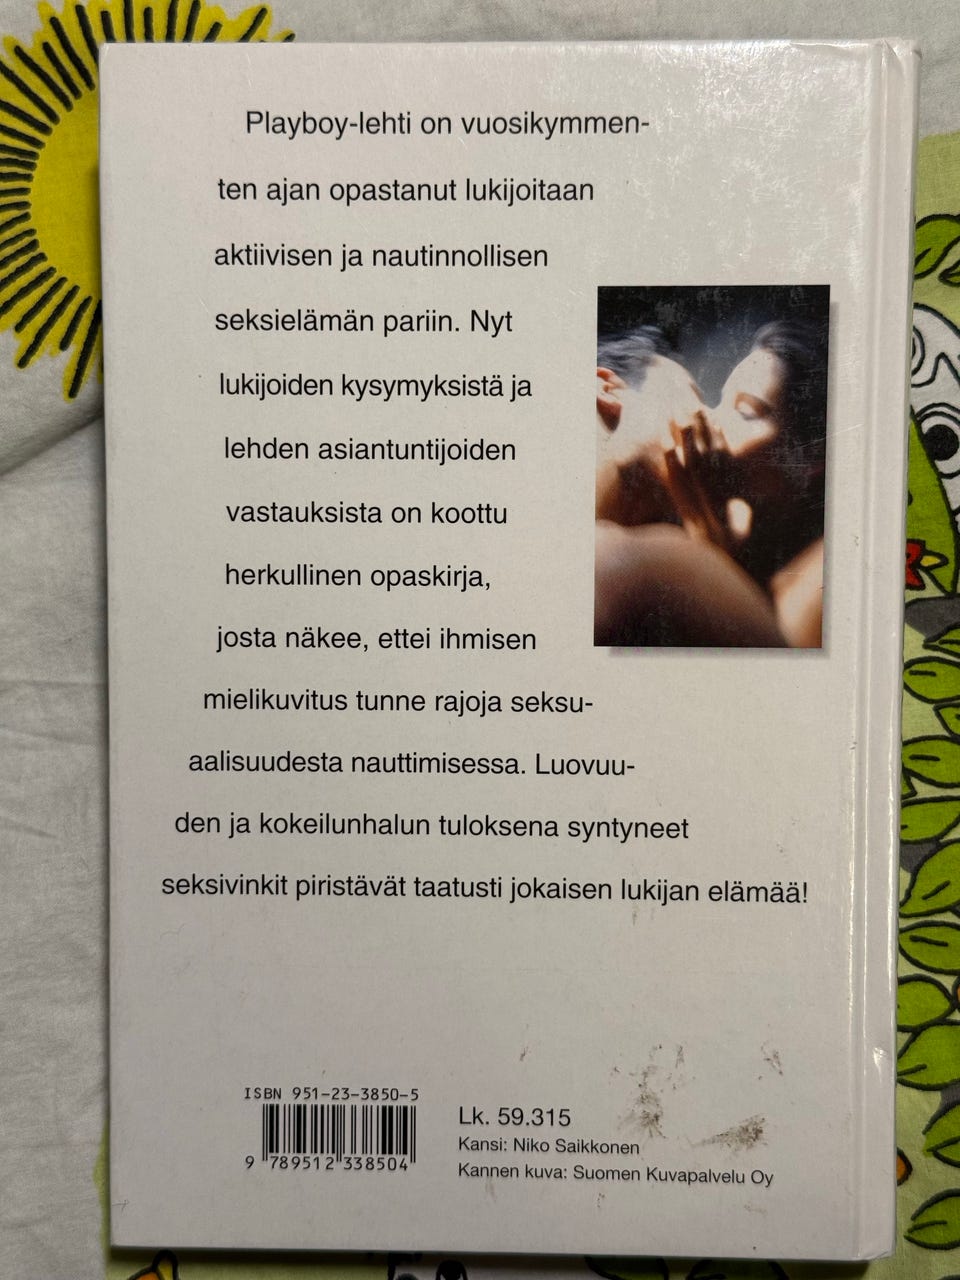 Playboy-lehti on vuosikymmen-
ten ajan opastanut lukijoitaan
aktiivisen ja nautinnollisen
seksielämän pariin. Nyt
lukijoiden kysymyksistä ja
lehden asiantuntijoiden
vastauksista on koottu
herkullinen opaskirja,
josta näkee, ettei ihmisen
mielikuvitus tunne rajoja seksu-
aalisuudesta nauttimisessa. Luovuu-
den ja kokeilunhalun tuloksena syntyneet
seksivinkit piristävät taatusti jokaisen lukijan elämää!
ISBN 951-23-3850-5
9 789512 338504
Lk. 59.315
Kansi: Niko Saikkonen
Kannen kuva: Suomen Kuvapalvelu Oy